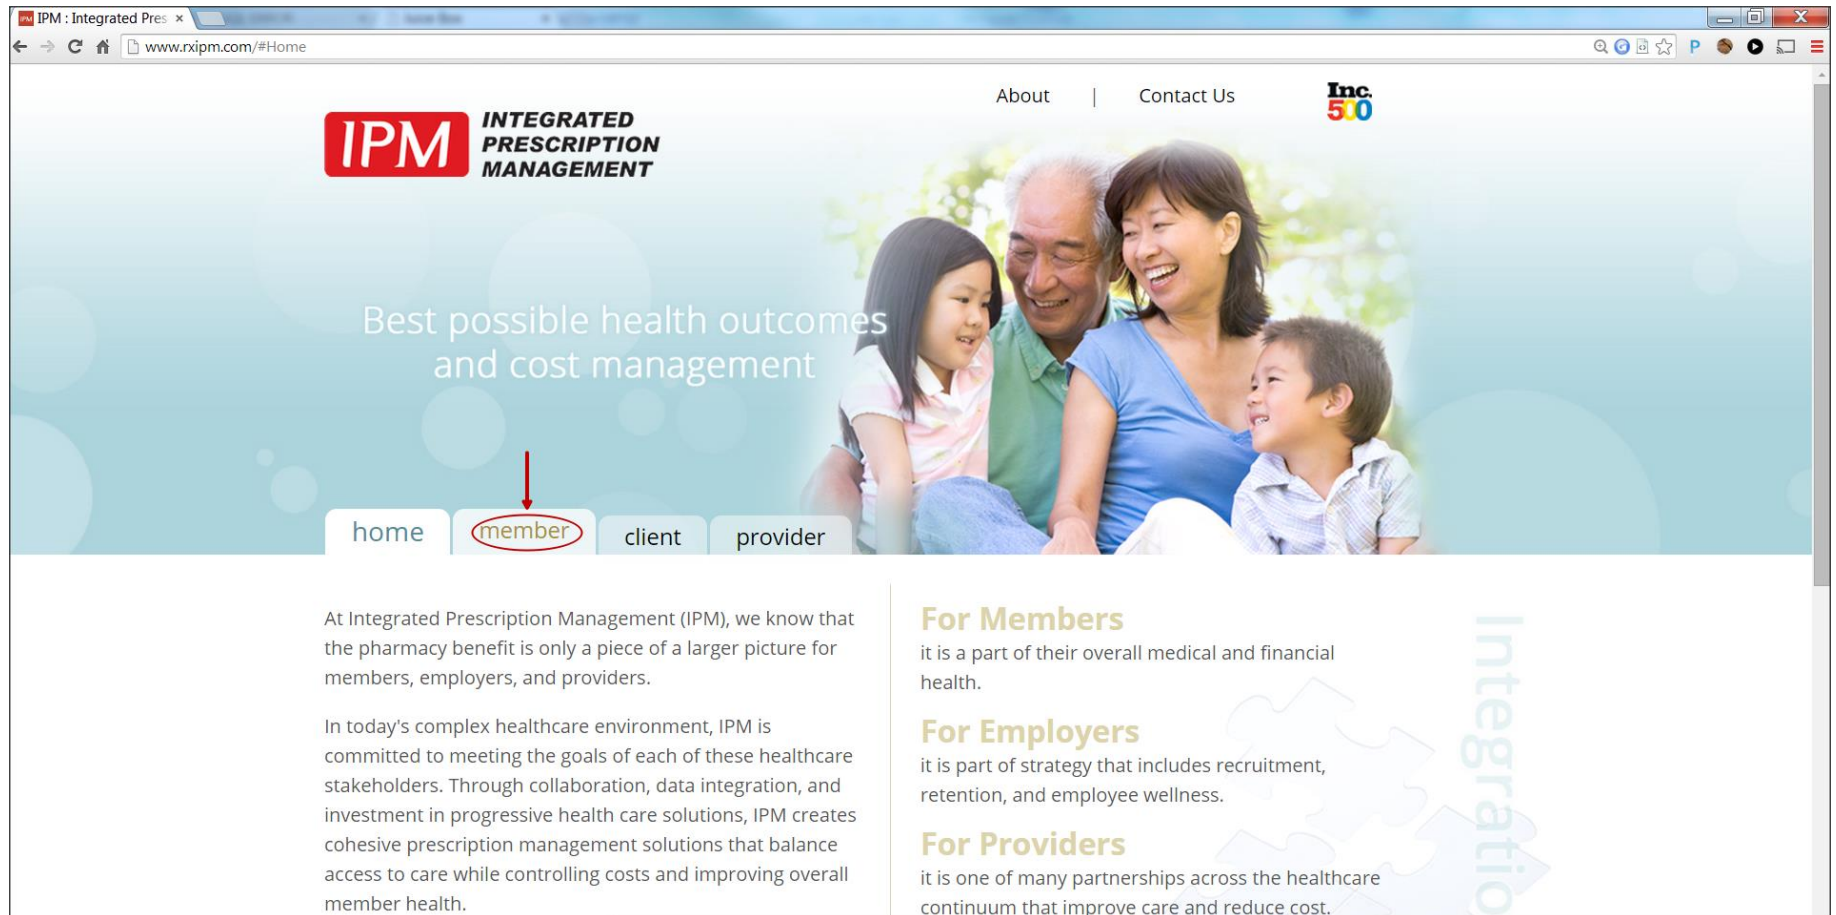 IPM : Integrated Pres
www.rxipm.com/#Home
About | Contact Us
Inc.
500
IPM
INTEGRATED
PRESCRIPTION
MANAGEMENT
Best possible health outcomes
and cost management
home member client provider
At Integrated Prescription Management (IPM), we know that
the pharmacy benefit is only a piece of a larger picture for
members, employers, and providers.
In today's complex healthcare environment, IPM is
committed to meeting the goals of each of these healthcare
stakeholders. Through collaboration, data integration, and
investment in progressive health care solutions, IPM creates
cohesive prescription management solutions that balance
access to care while controlling costs and improving overall
member health.
For Members
it is a part of their overall medical and financial
health.
For Employers
it is part of strategy that includes recruitment,
retention, and employee wellness.
For Providers
it is one of many partnerships across the healthcare
continuum that improve care and reduce cost.
Integratio